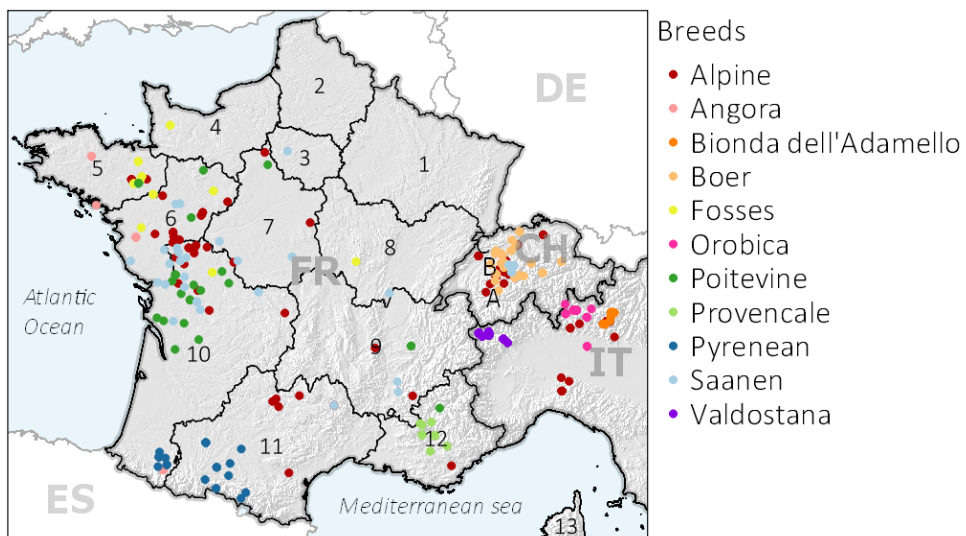 Breeds
Alpine
Angora
Bionda dell'Adamello
Boer
Fosses
Orobica
Poitevine
Provencale
Pyrenean
Saanen
Valdostana
DE
2
4
3
1
5
6
7
8
FR
CH
B
A
Atlantic
Ocean
9
10
IT
11
12
ES
Mediterranean sea
13